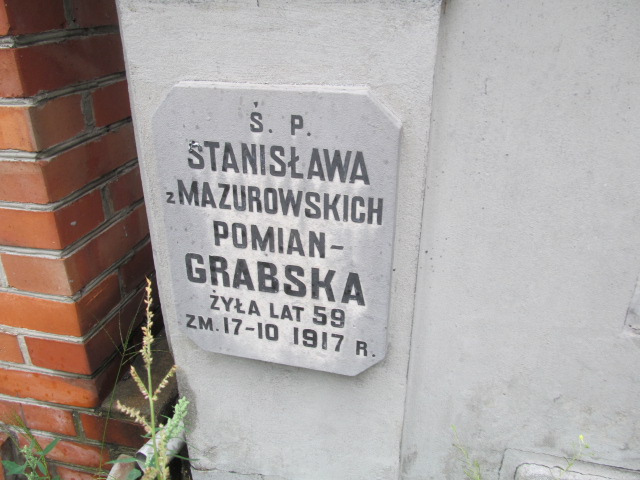 Ś. P.
STANISŁAWA
z MAZUROWSKICH
POMIAN-
GRABSKA
ŻYŁA LAT 59
ZM. 17-10 1917 R.